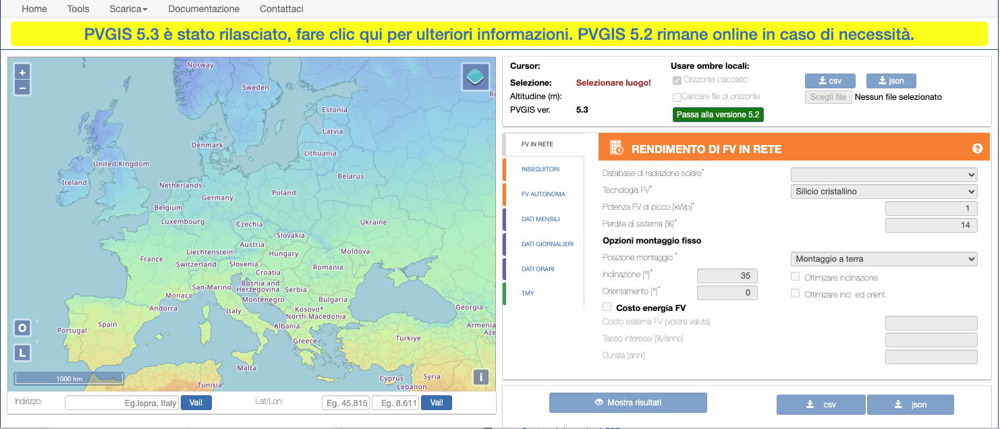 Home Tools Scarica Documentazione Contattaci
PVGIS 5.3 è stato rilasciato, fare clic qui per ulteriori informazioni. PVGIS 5.2 rimane online in caso di necessità.
+
−
Norway
Sweden
Estonia
Latvia
Denmark
Lithuania
United Kingdom
Belarus
Ireland
Netherlands
Poland
Germany
Belgium
Luxembourg
Ukraine
Czechia
Slovakia
Austria
Liechtenstein
Hungary
Moldova
France
Switzerland
Slovenia
Romania
Croatia
San Marino
Bosnia and
Herzegovina
Serbia
Monaco
Montenegro
Bulgaria
Andorra
Italy
Kosovo*
Georgia
North Macedonia
Spain
Albania
Armenia
Portugal
Aze
Türkiye
Greece
Malta
Cyprus
Syria
Tunisia
Lebanon
O
L
1000 km
i
Indirizzo: Eg.Ispra, Italy Vai! Lat/Lon: Eg. 45.815 Eg. 8.611 Vai!
Cursor:
Selezione: Selezionare luogo!
Altitudine (m):
PVGIS ver. 5.3
Usare ombre locali:
Orizzonte calcolato
Caricare file di orizzonte
Passa alla versione 5.2
csv json
Scegli file Nessun file selezionato
FV IN RETE
INSEGUITORI
FV AUTONOMA
DATI MENSILI
DATI GIORNALIERI
DATI ORARI
TMY
RENDIMENTO DI FV IN RETE ?
Database di radiazione solare*
Tecnologia FV* Silicio cristallino
Potenza FV di picco [kWp]* 1
Perdite di sistema [%]* 14
Opzioni montaggio fisso
Posizione montaggio * Montaggio a terra
Inclinazione [°]* 35 Ottimizare inclinazione
Orientamento [°]* 0 Ottimizare incl. ed orient.
Costo energia FV
Costo sistema FV (vostra valuta)
Tasso interessi [%/anno]
Durata [anni]
Mostra risultati csv json